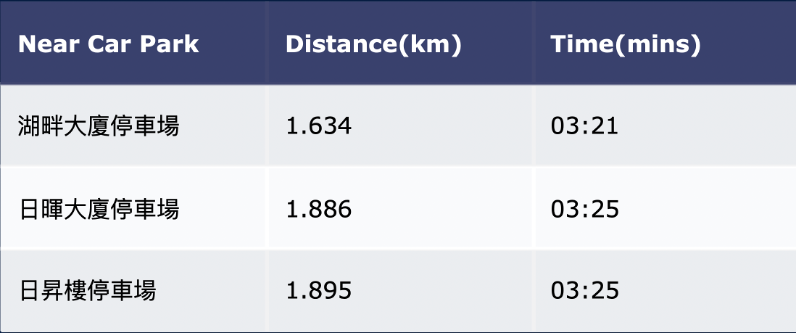 Near Car Park Distance(km) Time(mins)
湖畔大廈停車場 1.634 03:21
日暉大廈停車場 1.886 03:25
日昇樓停車場 1.895 03:25